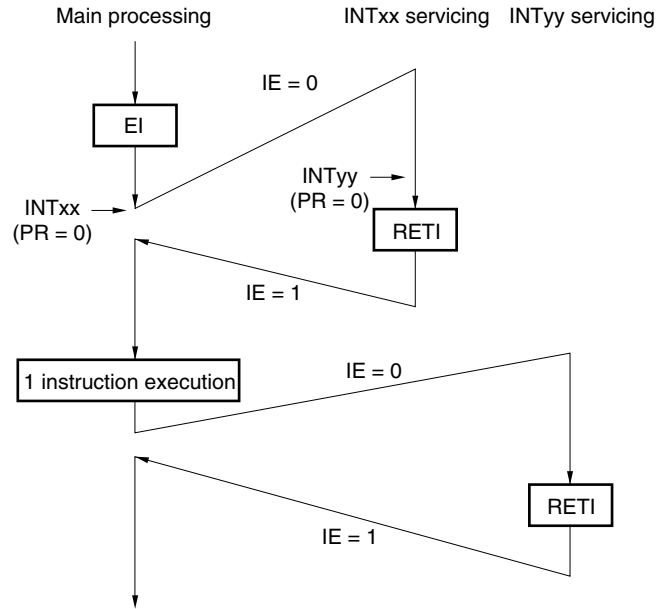 Main processing
INTxx servicing
INTyy servicing
IE = 0
EI
INTyy
(PR = 0)
INTxx
(PR = 0)
RETI
IE = 1
1 instruction execution
IE = 0
RETI
IE = 1